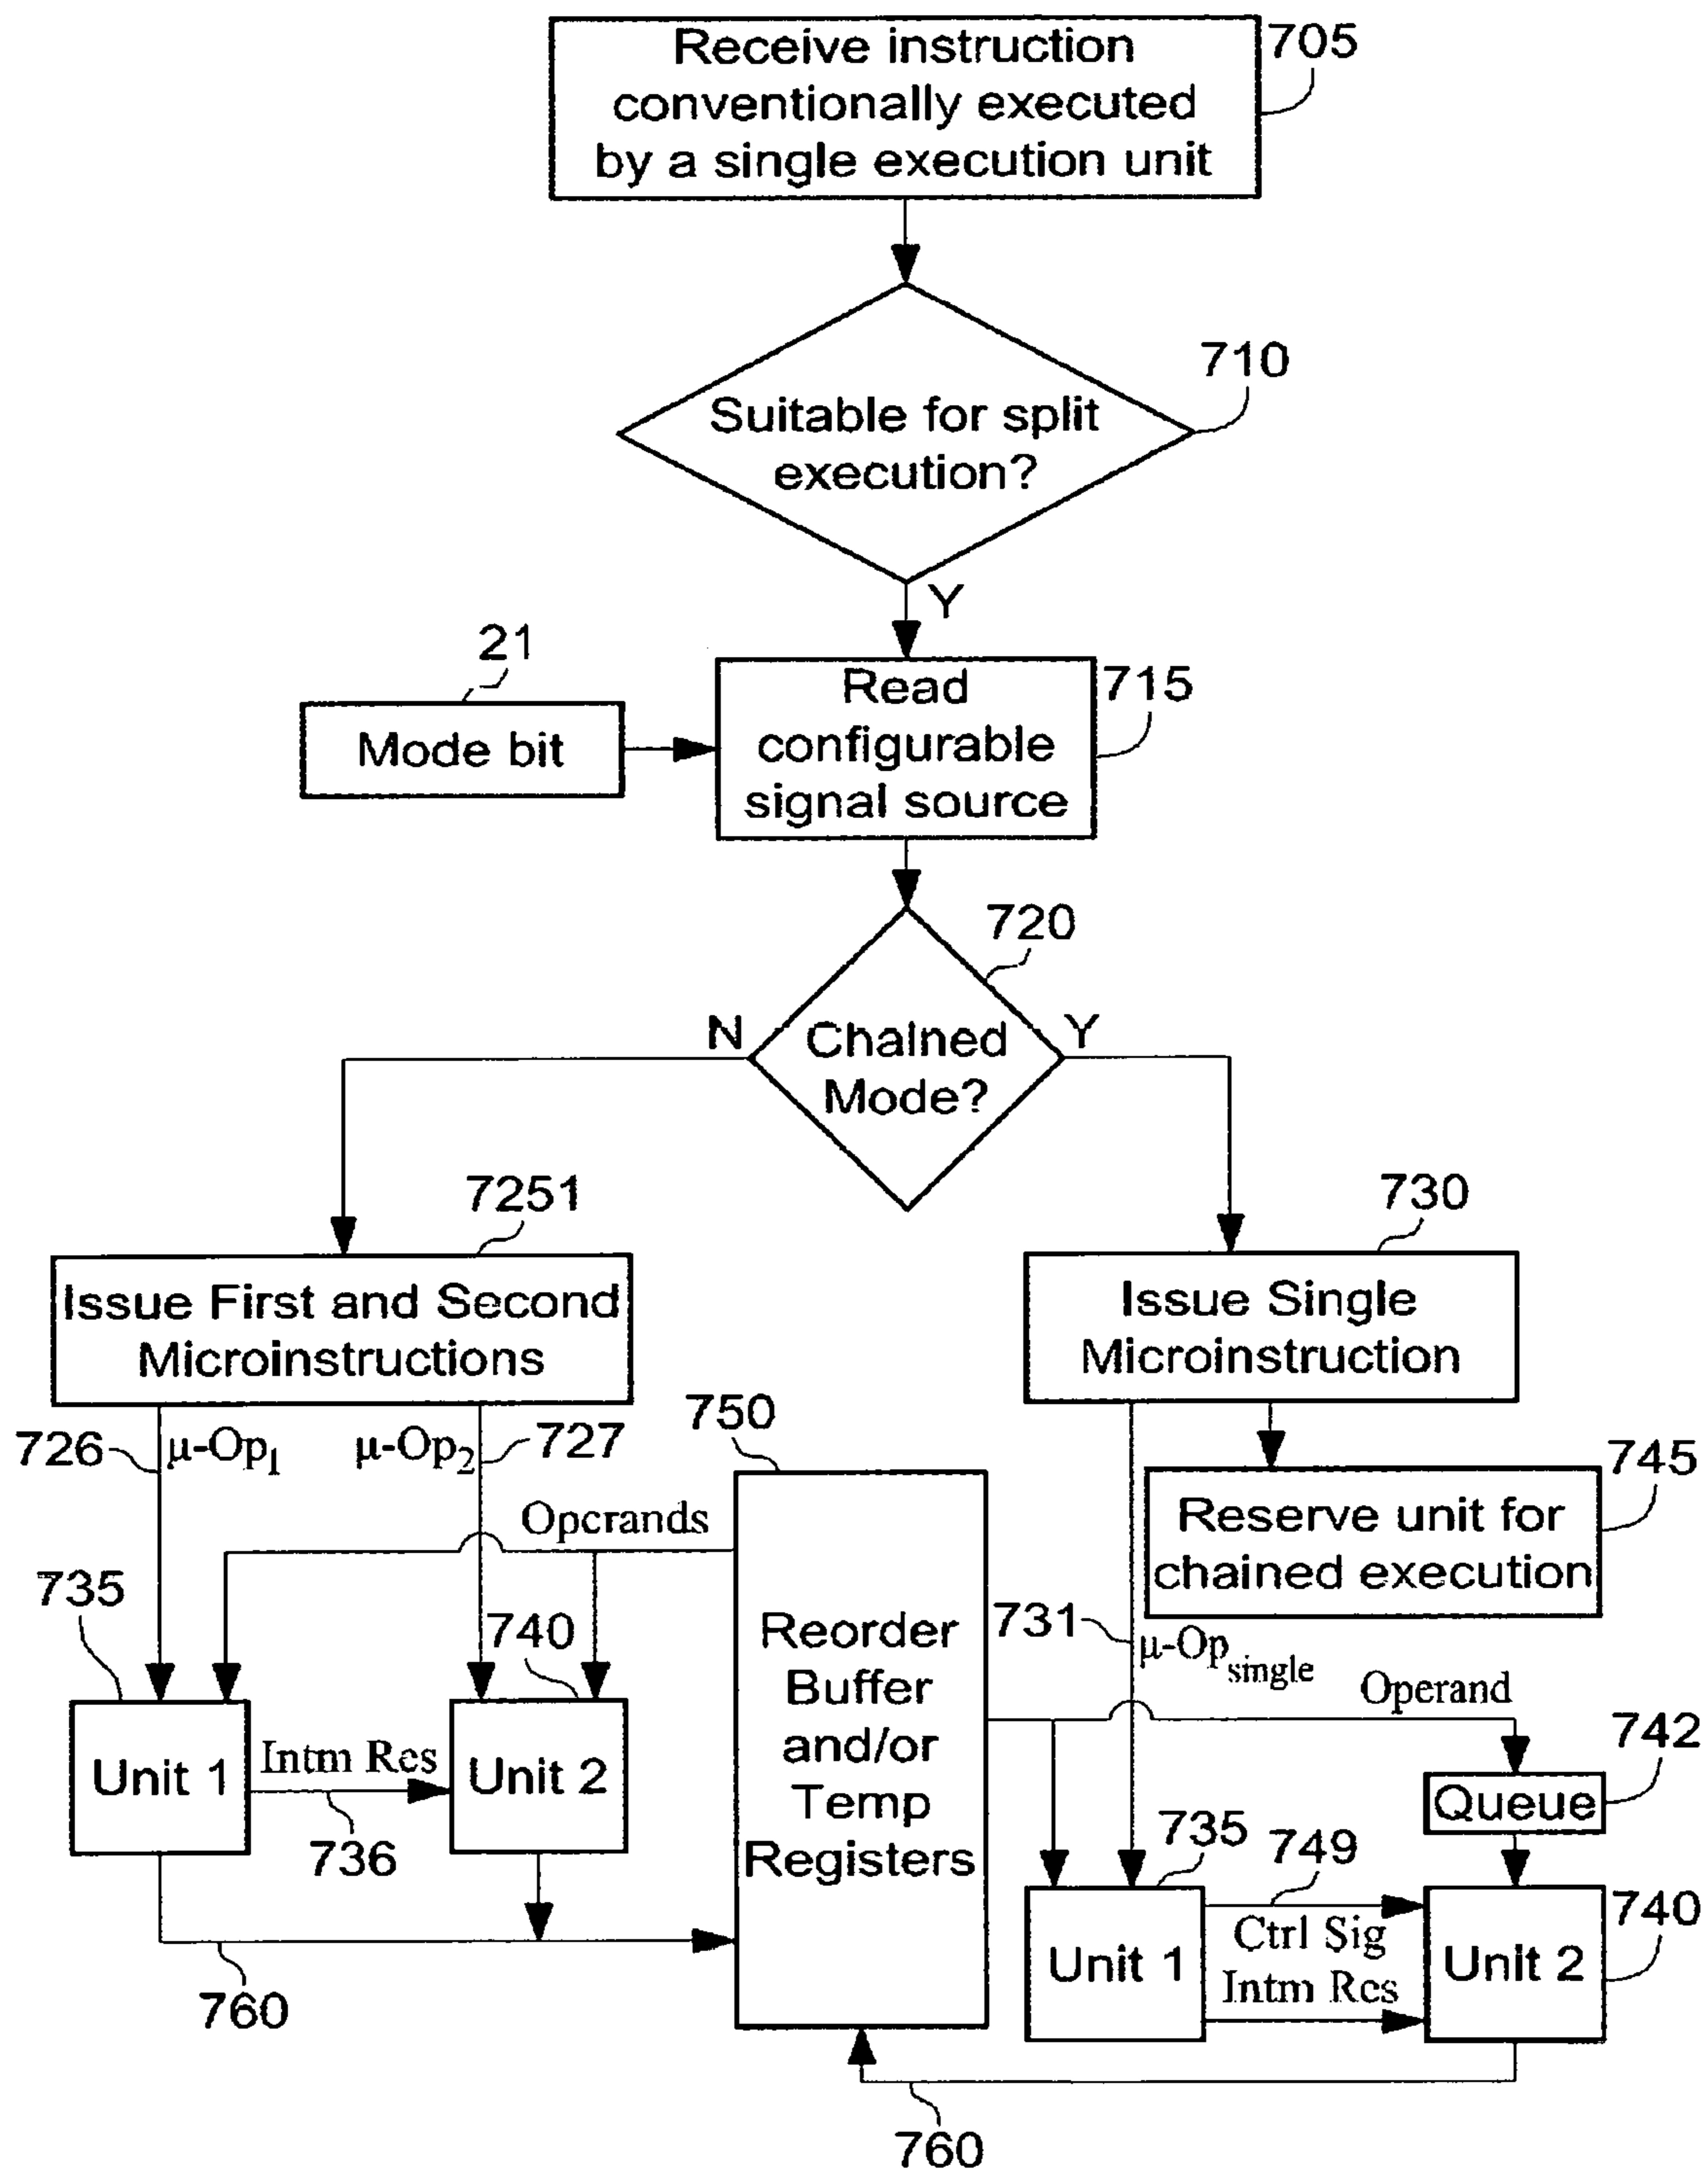 Receive instruction
conventionally executed
by a single execution unit
705
710
Suitable for split
execution?
Y
21
Mode bit
Read
configurable
signal source
715
720
N
Chalned
Mode?
Y
7251
Issue First and Second
Microinstructions
730
Issue Single
Microinstruction
726
μ-Op1
μ-Op2
727
750
745
Reserve unit for
chained execution
Operands
735
740
731
μ-Opsingle
Reorder
Buffer
and/or
Temp
Registers
Operand
742
Queue
Unit 1
Intm Res
Unit 2
736
735
749
740
Unit 1
Ctrl Sig
Intm Res
Unit 2
760
760